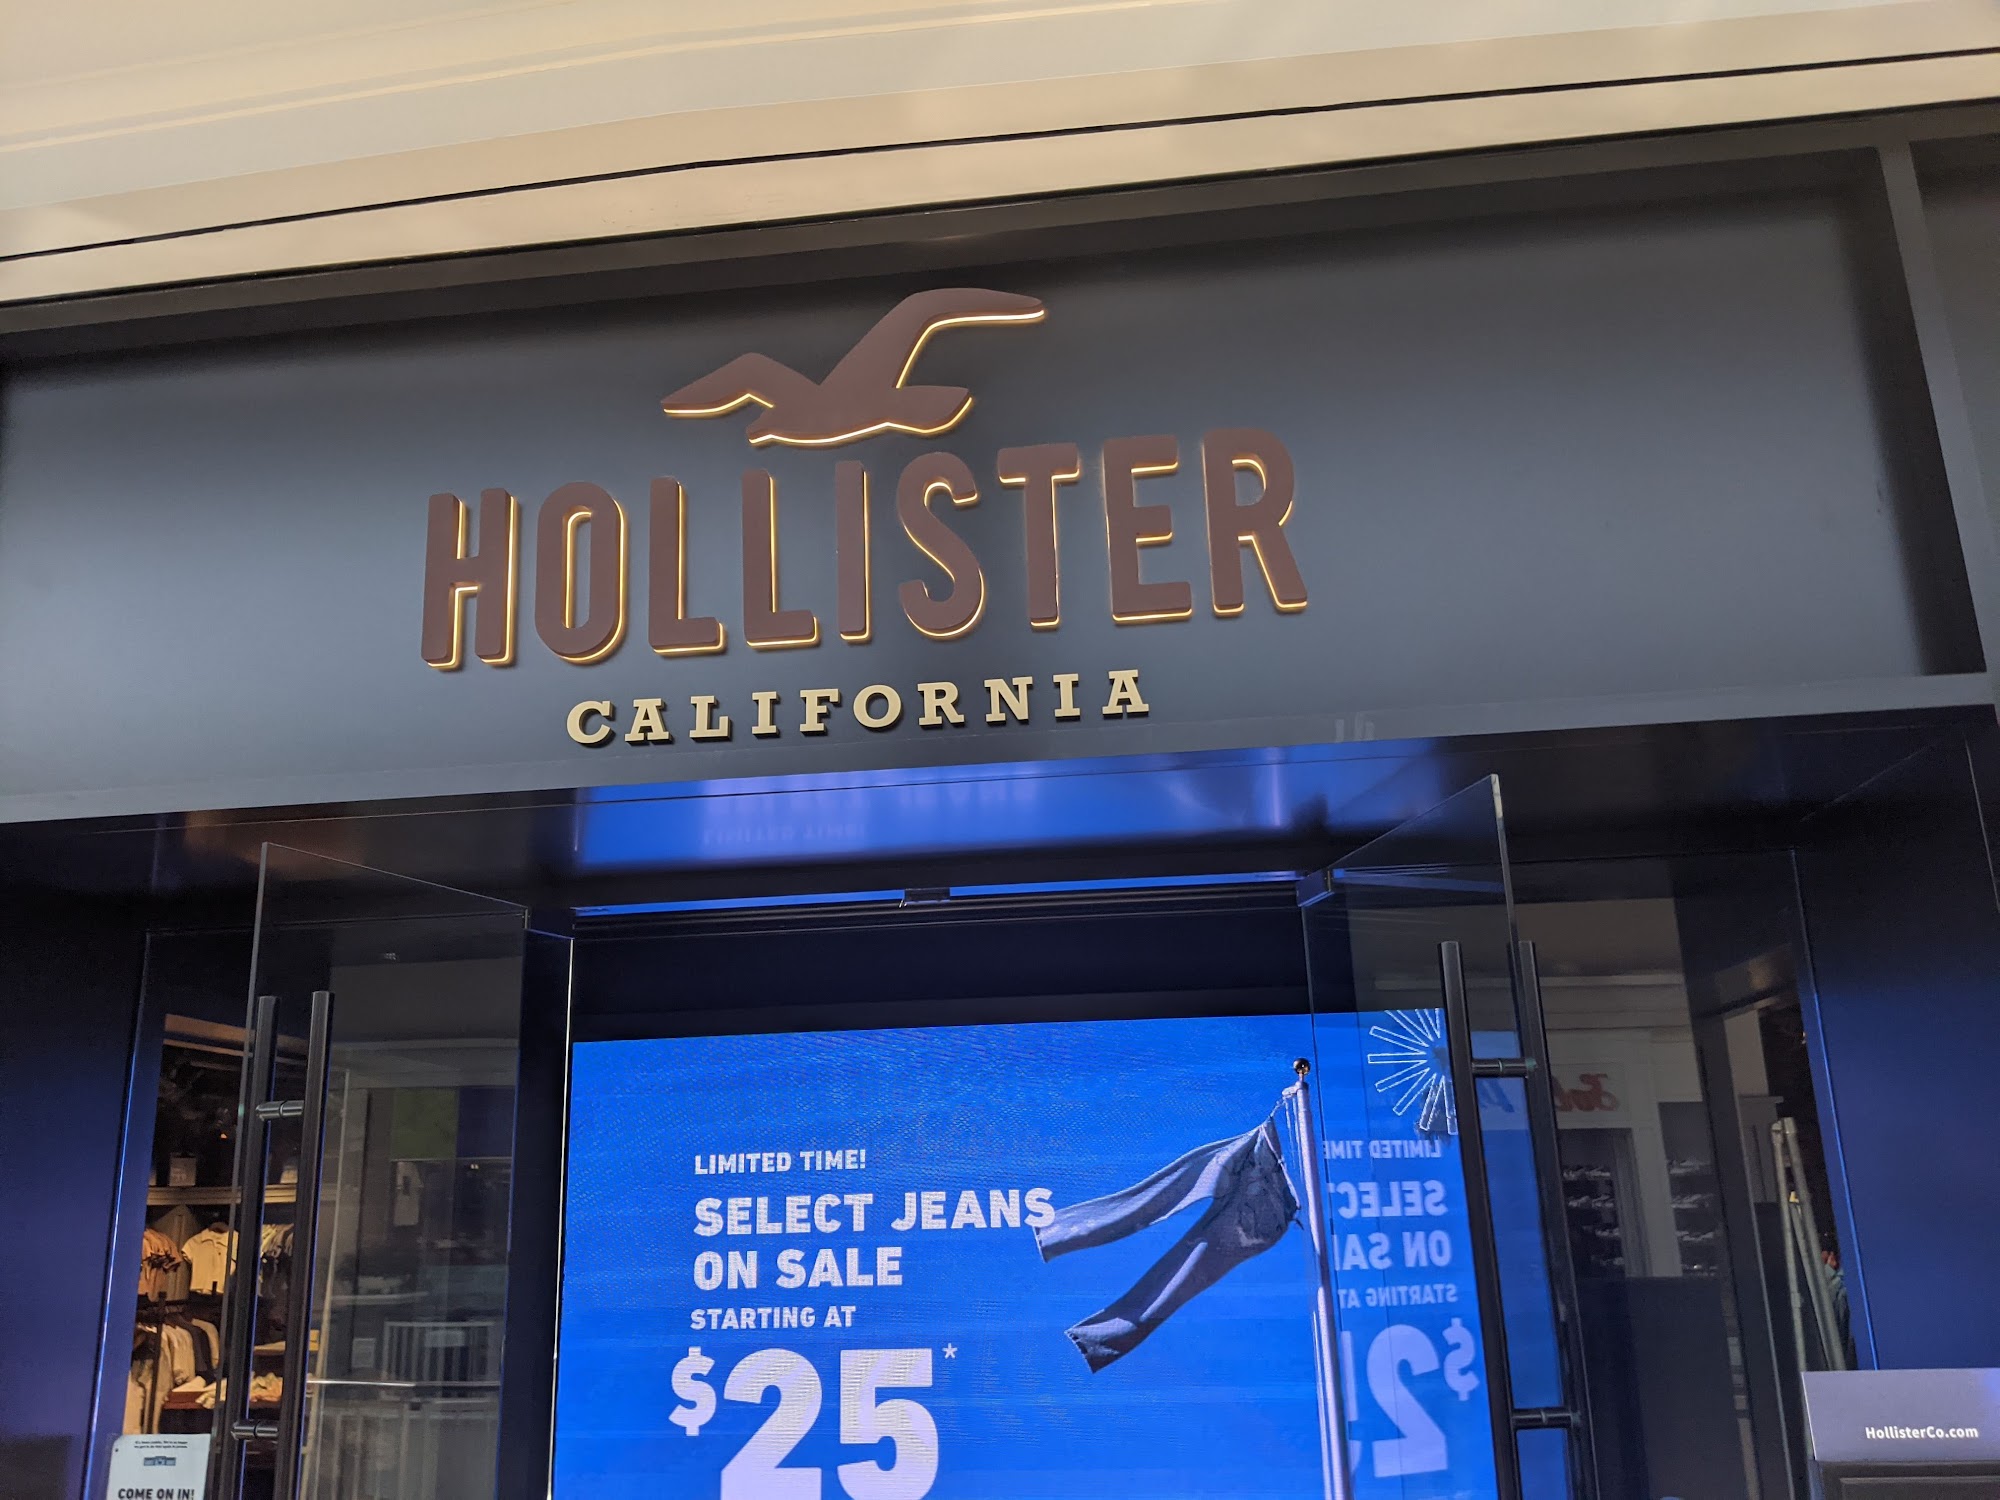 HOLLISTER
CALIFORNIA
LIMITED TIME!
SELECT JEANS
ON SALE
STARTING AT
$25*
HollisterCo.com
COME ON IN!